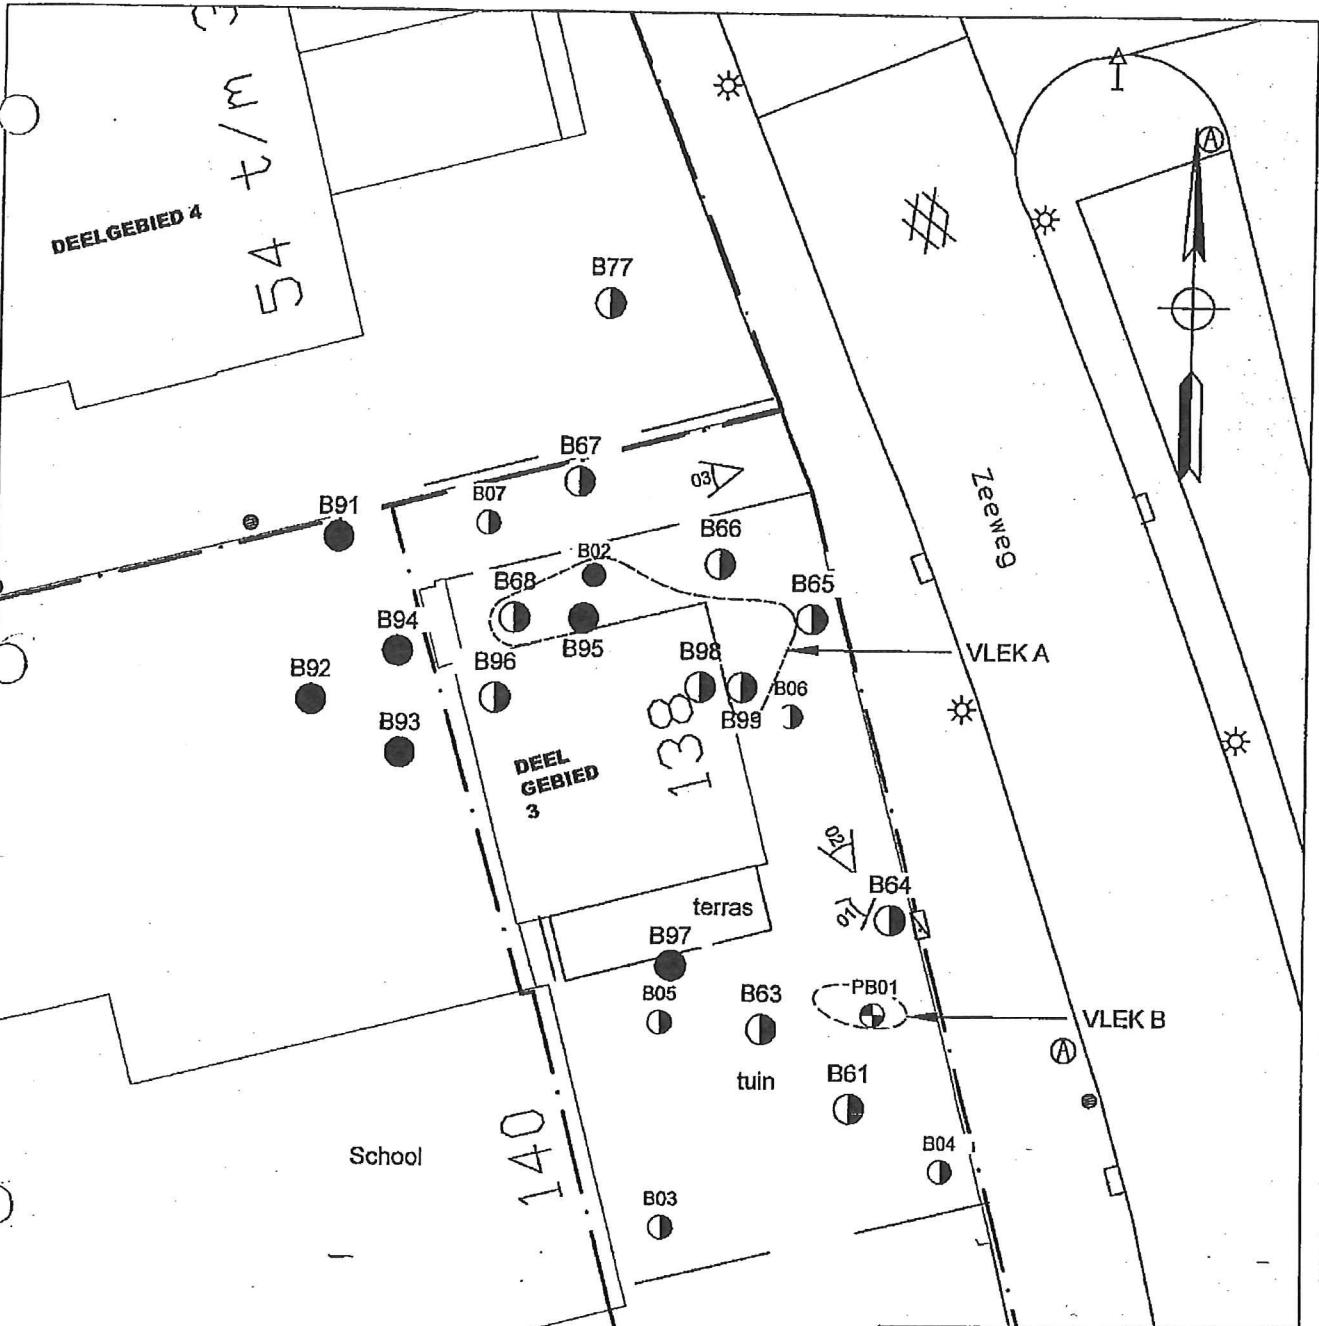 54 t/m 3
DEELGEBIED 4
A
B77
B67
03
B07
B91
Zeeweg
B66
B02
B68
B65
B94
B95
B98
VLEK A
B96
B92
B06
B99
B93
138
DEEL
GEBIED
3
02
B64
terras
01
B97
PB01
B05
B63
VLEK B
A
tuin
B61
140
B04
School
B03